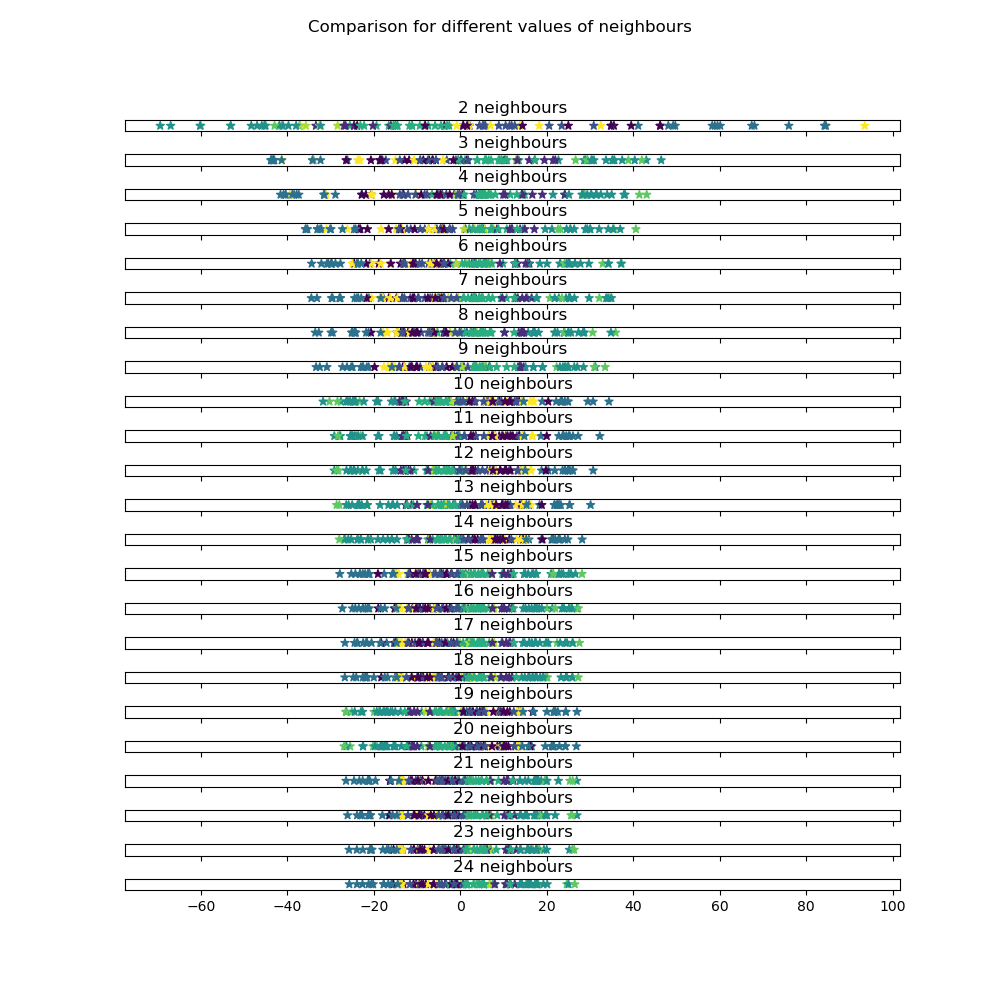 Comparison for different values of neighbours
2 neighbours
3 neighbours
4 neighbours
5 neighbours
6 neighbours
7 neighbours
8 neighbours
9 neighbours
10 neighbours
11 neighbours
12 neighbours
13 neighbours
14 neighbours
15 neighbours
16 neighbours
17 neighbours
18 neighbours
19 neighbours
20 neighbours
21 neighbours
22 neighbours
23 neighbours
24 neighbours
−60 −40 −20 0 20 40 60 80 100